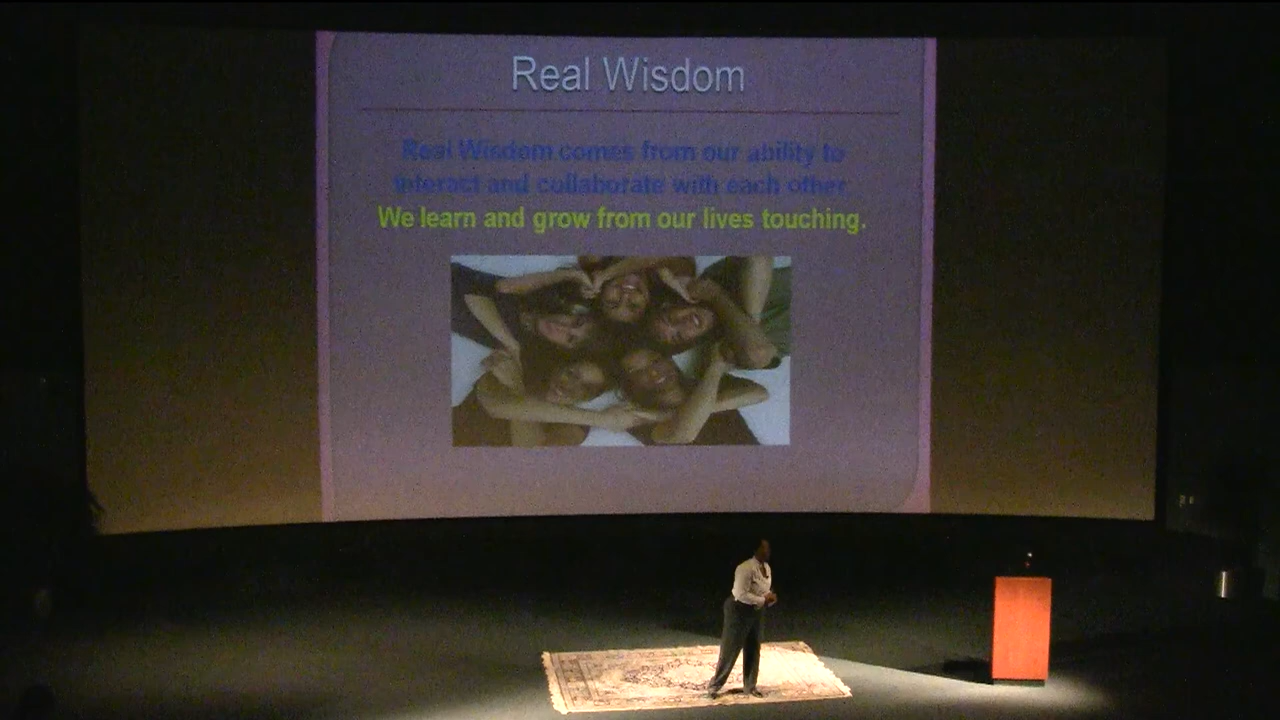 Real Wisdom
Real Wisdom comes from our ability to
interact and collaborate with each other
We learn and grow from our lives touching.